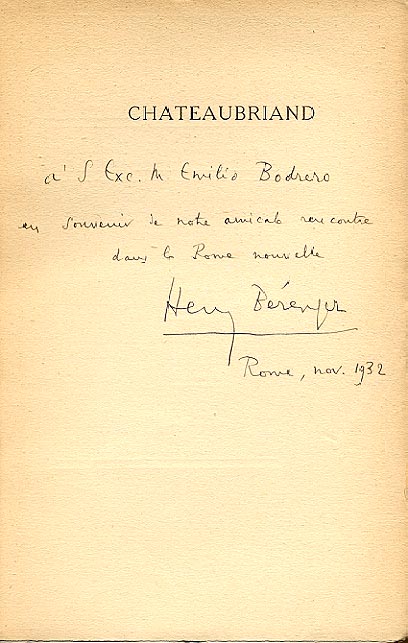 CHATEAUBRIAND
à S. Exc. M. Emilio Bodrero
en souvenir de notre amicale rencontre
dans la Rome nouvelle
Henry Bérenger
Rome, nov. 1932